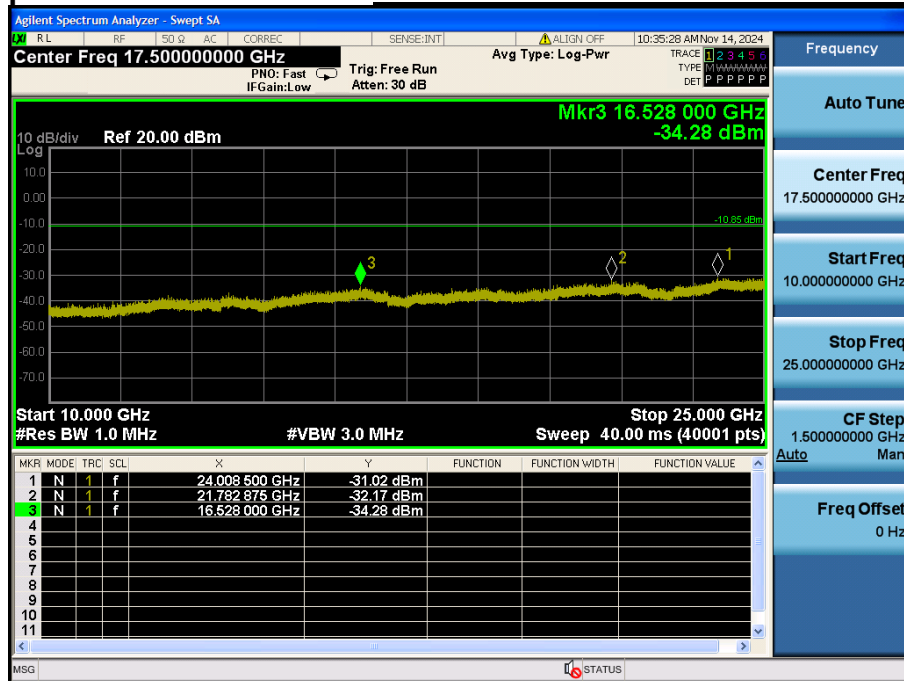 Agilent Spectrum Analyzer - Swept SA
LXI RL RF 50 Ω AC CORREC SENSE:INT ALIGN OFF 10:35:28 AM Nov 14, 2024
Center Freq 17.500000000 GHz Avg Type: Log-Pwr TRACE 1 2 3 4 5 6
PNO: Fast Trig: Free Run TYPE M WWWWW
IFGain:Low Atten: 30 dB DET P P P P P P
Mkr3 16.528 000 GHz
-34.28 dBm
10 dB/div Ref 20.00 dBm
Log
10.0
0.00
-10.0
-10.85 dBm
-20.0
-30.0
-40.0
-50.0
-60.0
-70.0
3
2
1
Start 10.000 GHz Stop 25.000 GHz
#Res BW 1.0 MHz #VBW 3.0 MHz Sweep 40.00 ms (40001 pts)
MKR MODE TRC SCL X Y FUNCTION FUNCTION WIDTH FUNCTION VALUE
1 N 1 f 24.008 500 GHz -31.02 dBm
2 N 1 f 21.782 875 GHz -32.17 dBm
3 N 1 f 16.528 000 GHz -34.28 dBm
4
5
6
7
8
9
10
11
MSG STATUS
Frequency
Auto Tune
Center Freq
17.500000000 GHz
Start Freq
10.000000000 GHz
Stop Freq
25.000000000 GHz
CF Step
1.500000000 GHz
Auto Man
Freq Offset
0 Hz